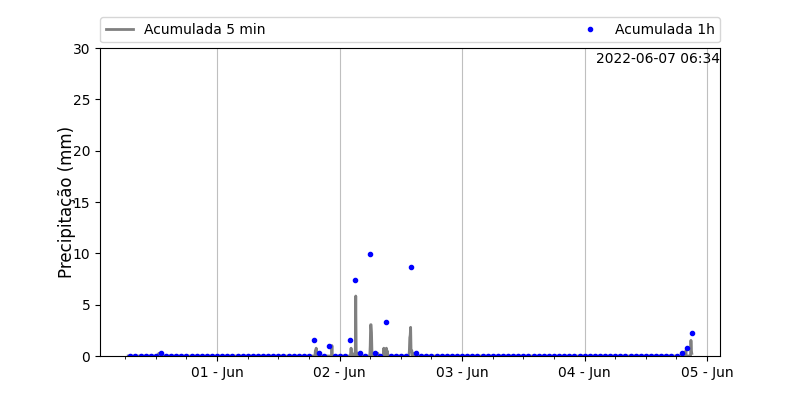 Acumulada 5 min
Acumulada 1h
2022-06-07 06:34
Precipitação (mm)
30
25
20
15
10
5
0
01 - Jun
02 - Jun
03 - Jun
04 - Jun
05 - Jun